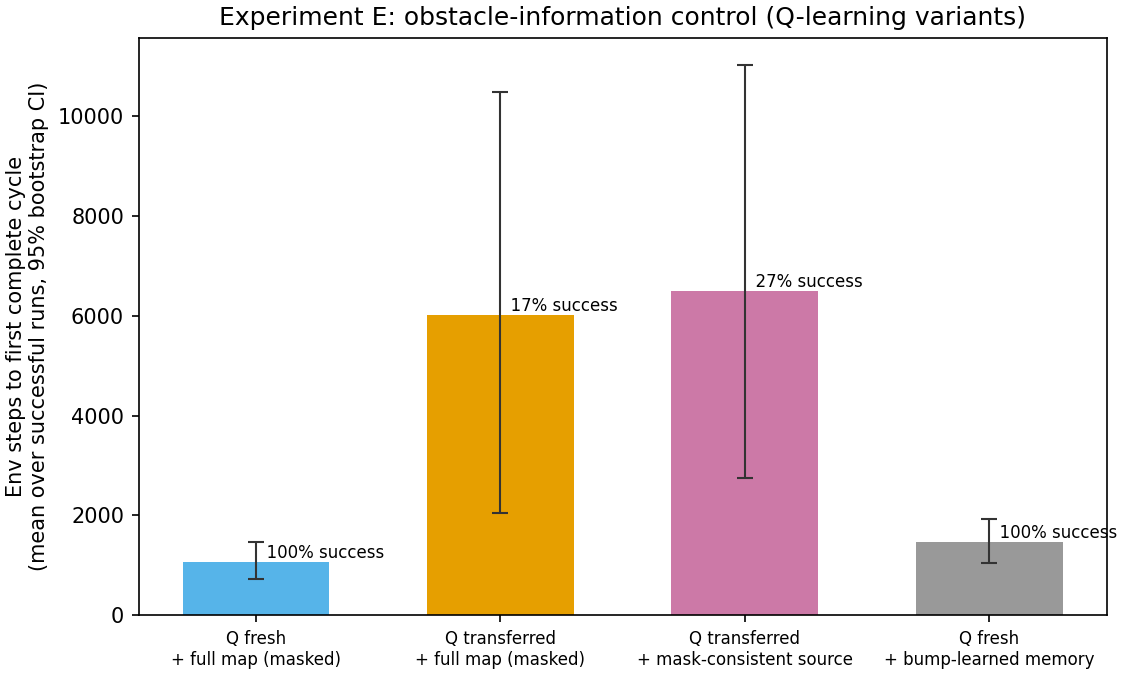 Experiment E: obstacle-information control (Q-learning variants)
Env steps to first complete cycle
(mean over successful runs, 95% bootstrap CI)
10000
8000
6000
4000
2000
0
100% success
17% success
27% success
100% success
Q fresh
+ full map (masked)
Q transferred
+ full map (masked)
Q transferred
+ mask-consistent source
Q fresh
+ bump-learned memory